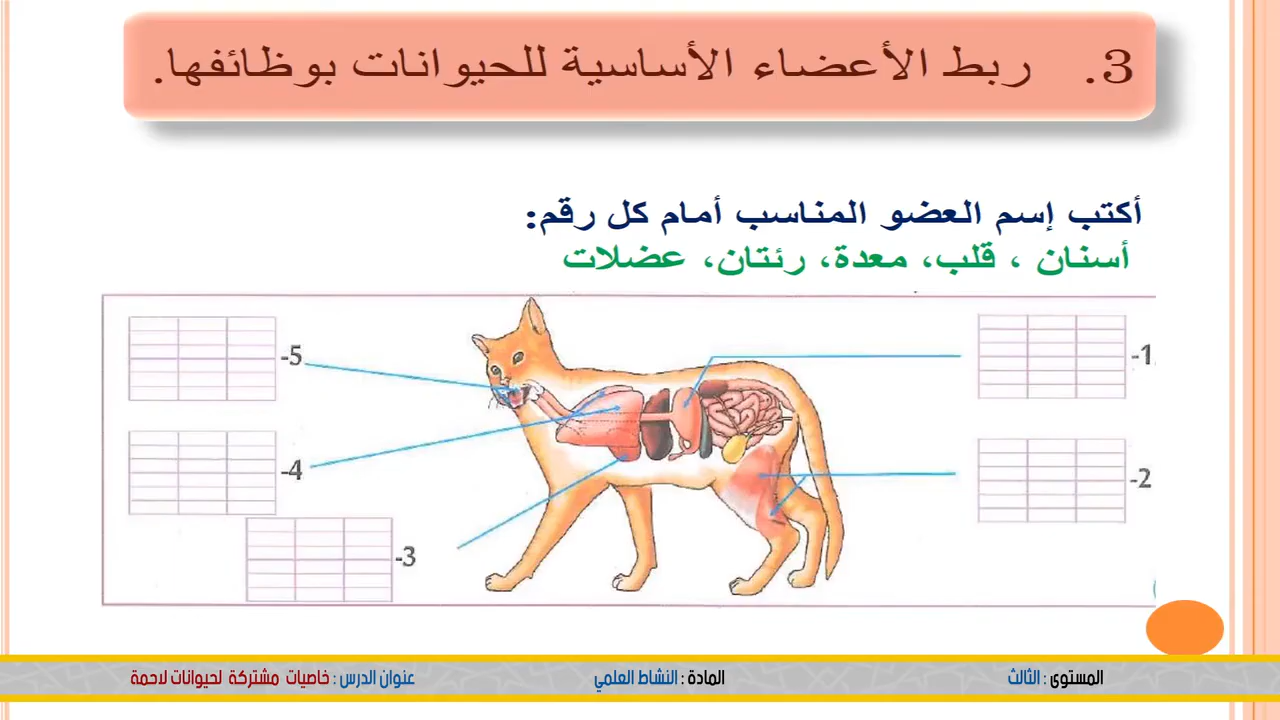 3. ربط الأعضاء الأساسية للحيوانات بوظائفها.
أكتب إسم العضو المناسب أمام كل رقم:
أسنان ، قلب، معدة، رئتان، عضلات
1-
2-
5-
4-
3-
المستوى : الثالث
المادة : النشاط العلمي
عنوان الدرس : خاصيات مشتركة لحيوانات لاحمة